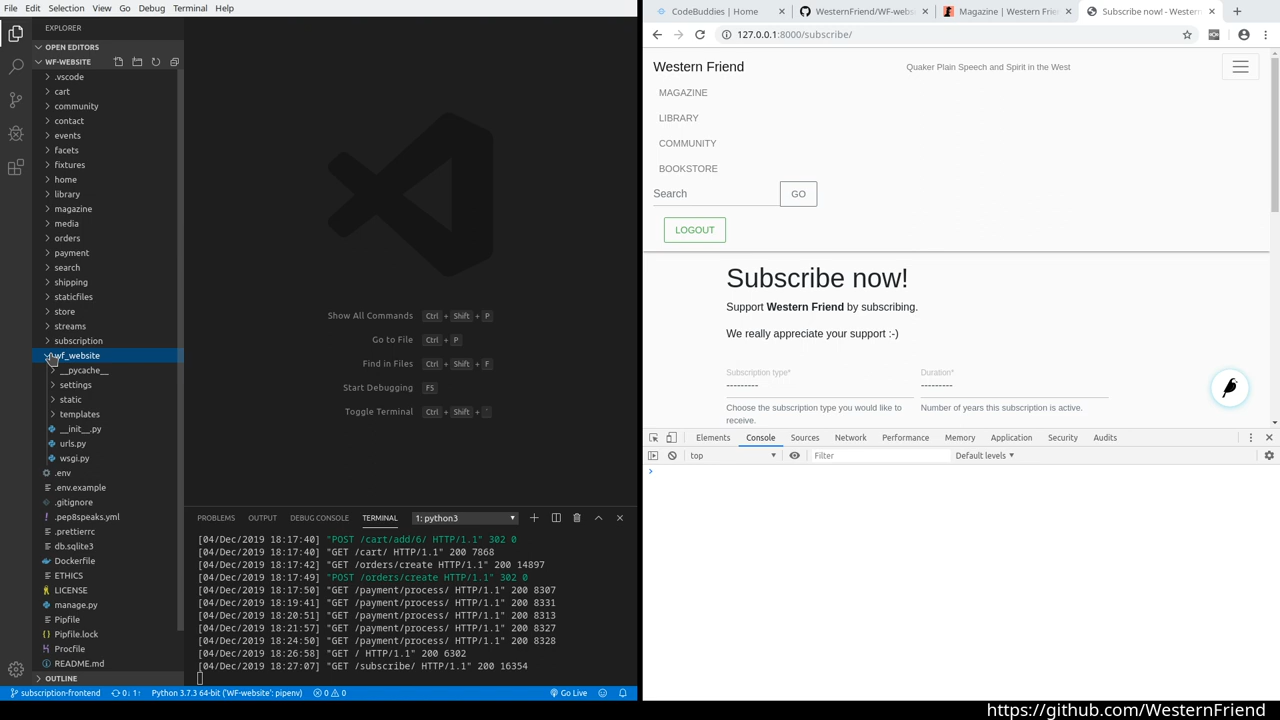 File Edit Selection View Go Debug Terminal Help
EXPLORER
OPEN EDITORS
WF-WEBSITE
.vscode
cart
community
contact
events
facets
fixtures
home
library
magazine
media
orders
payment
search
shipping
staticfiles
store
streams
subscription
wf_website
__pycache__
settings
static
templates
__init__.py
urls.py
wsgi.py
.env
.env.example
.gitignore
.pep8speaks.yml
.prettierrc
db.sqlite3
Dockerfile
ETHICS
LICENSE
manage.py
Pipfile
Pipfile.lock
Procfile
README.md
OUTLINE
Show All Commands Ctrl + Shift + P
Go to File Ctrl + P
Find in Files Ctrl + Shift + F
Start Debugging F5
Toggle Terminal Ctrl + Shift + `
PROBLEMS OUTPUT DEBUG CONSOLE TERMINAL 1: python3
[04/Dec/2019 18:17:40] "POST /cart/add/6/ HTTP/1.1" 302 0
[04/Dec/2019 18:17:40] "GET /cart/ HTTP/1.1" 200 7868
[04/Dec/2019 18:17:42] "GET /orders/create HTTP/1.1" 200 14897
[04/Dec/2019 18:17:49] "POST /orders/create HTTP/1.1" 302 0
[04/Dec/2019 18:17:50] "GET /payment/process/ HTTP/1.1" 200 8307
[04/Dec/2019 18:19:41] "GET /payment/process/ HTTP/1.1" 200 8331
[04/Dec/2019 18:20:51] "GET /payment/process/ HTTP/1.1" 200 8313
[04/Dec/2019 18:21:57] "GET /payment/process/ HTTP/1.1" 200 8327
[04/Dec/2019 18:24:50] "GET /payment/process/ HTTP/1.1" 200 8328
[04/Dec/2019 18:26:58] "GET / HTTP/1.1" 200 6302
[04/Dec/2019 18:27:07] "GET /subscribe/ HTTP/1.1" 200 16354
subscription-frontend 0↓ 1↑ Python 3.7.3 64-bit ('WF-website': pipenv) 0 0 Go Live
CodeBuddies | Home WesternFriend/WF-webs Magazine | Western Frie Subscribe now! - Western
127.0.0.1:8000/subscribe/
Western Friend Quaker Plain Speech and Spirit in the West
MAGAZINE
LIBRARY
COMMUNITY
BOOKSTORE
Search GO
LOGOUT
Subscribe now!
Support Western Friend by subscribing.
We really appreciate your support :-)
Subscription type* Duration*
--------- ---------
Choose the subscription type you would like to receive. Number of years this subscription is active.
Elements Console Sources Network Performance Memory Application Security Audits
top Filter Default levels
https://github.com/WesternFriend